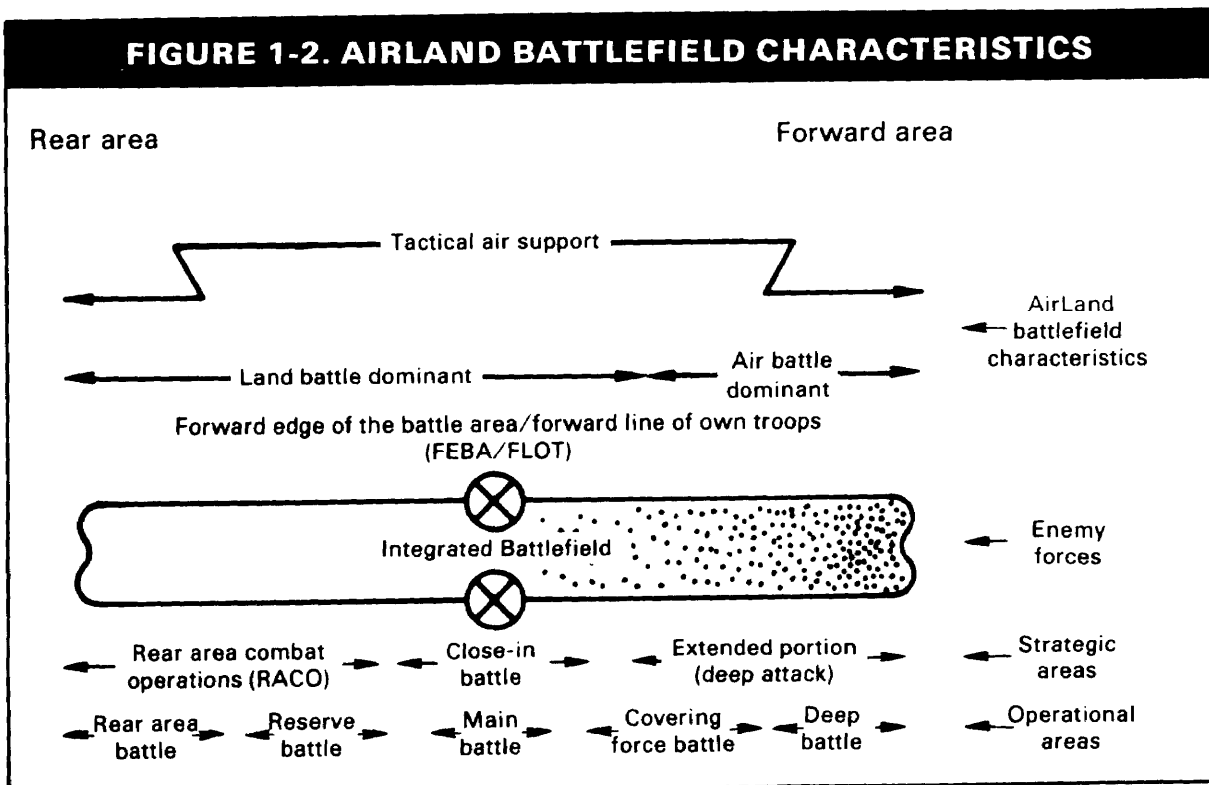 FIGURE 1-2. AIRLAND BATTLEFIELD CHARACTERISTICS
Rear area
Forward area
Tactical air support
AirLand
battlefield
characteristics
Land battle dominant
Air battle
dominant
Forward edge of the battle area/forward line of own troops
(FEBA/FLOT)
Integrated Battlefield
Enemy
forces
Rear area combat
operations (RACO)
Close-in
battle
Extended portion
(deep attack)
Strategic
areas
Rear area
battle
Reserve
battle
Main
battle
Covering
force battle
Deep
battle
Operational
areas